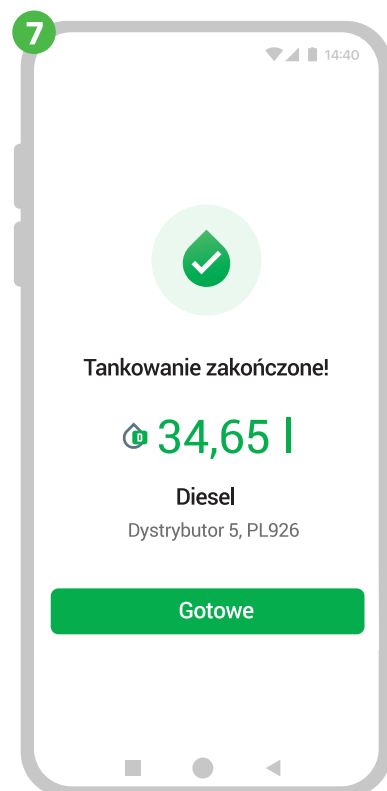 7
14:40
Tankowanie zakończone!
D 34,65 l
Diesel
Dystrybutor 5, PL926
Gotowe